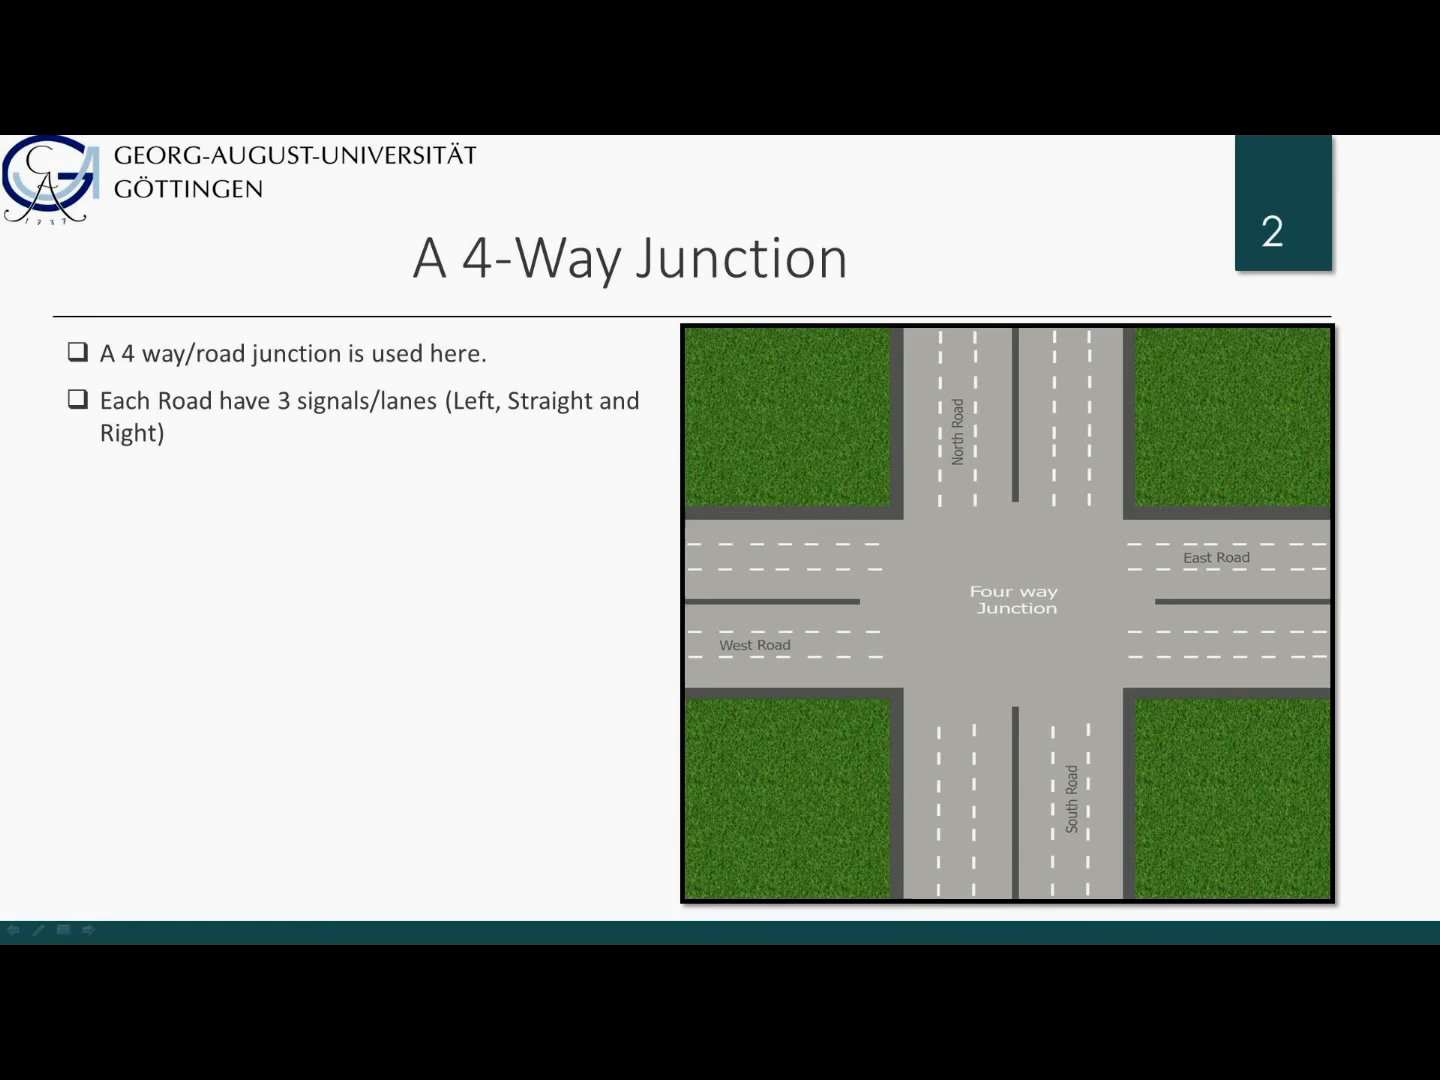 GEORG-AUGUST-UNIVERSITÄT
GÖTTINGEN
1737
2
A 4-Way Junction
A 4 way/road junction is used here.
Each Road have 3 signals/lanes (Left, Straight and
Right)
North Road
East Road
Four way
Junction
West Road
South Road